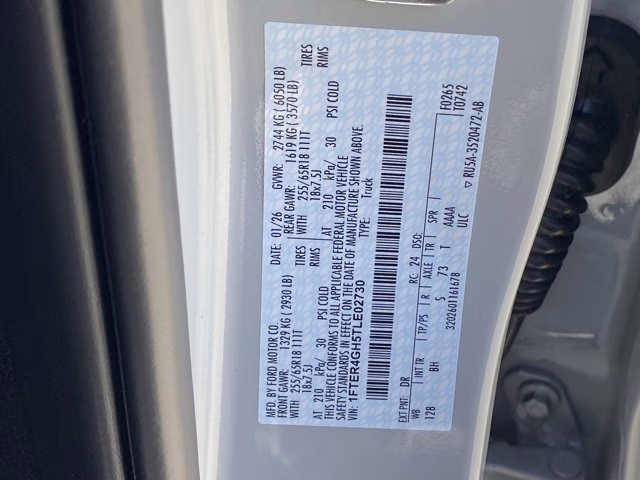 MFD. BY FORD MOTOR CO.
DATE: 01/26 GVWR: 2744 KG ( 6050 LB)
FRONT GAWR: 1329 KG ( 2930 LB) REAR GAWR: 1619 KG ( 3570 LB)
WITH 255/65R18 111T TIRES WITH 255/65R18 111T TIRES
18x7.5J RIMS 18x7.5J RIMS
AT 210 kPa/ 30 PSI COLD AT 210 kPa/ 30 PSI COLD
THIS VEHICLE CONFORMS TO ALL APPLICABLE FEDERAL MOTOR VEHICLE
SAFETY STANDARDS IN EFFECT ON THE DATE OF MANUFACTURE SHOWN ABOVE.
VIN: 1FTER4GH5TLE02730
TYPE: Truck
F0265
T0742
EXT PNT: DR RC: 24 DSO:
WB INT TR TP/PS R AXLE TR SPR
128 BH S 73 T AAAA
ULC
3202601161678
▽ RU5A-3520472-AB